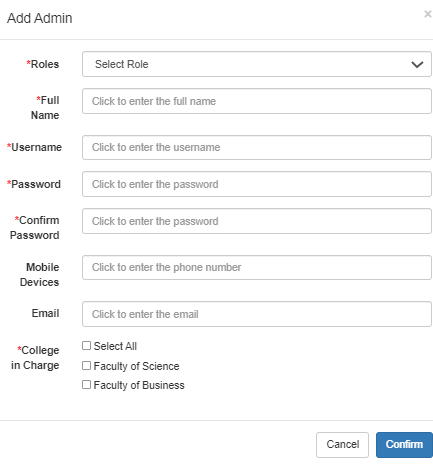 Add Admin
×
*Roles
Select Role
*Full
Name
Click to enter the full name
*Username
Click to enter the username
*Password
Click to enter the password
*Confirm
Password
Click to enter the password
Mobile
Devices
Click to enter the phone number
Email
Click to enter the email
*College
in Charge
Select All
Faculty of Science
Faculty of Business
Cancel
Confirm